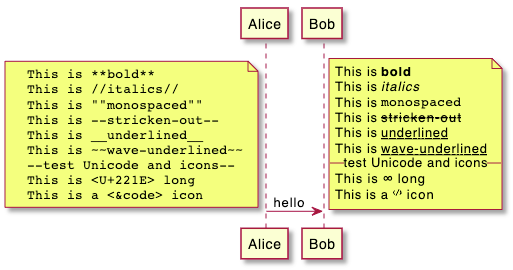 Alice
Bob
This is **bold**
This is //italics//
This is ""monospaced""
This is --stricken-out--
This is __underlined__
This is ~~wave-underlined~~
--test Unicode and icons--
This is <U+221E> long
This is a <&code> icon
This is bold
This is italics
This is monospaced
This is stricken-out
This is underlined
This is wave-underlined
test Unicode and icons
This is ∞ long
This is a </> icon
hello
Alice
Bob